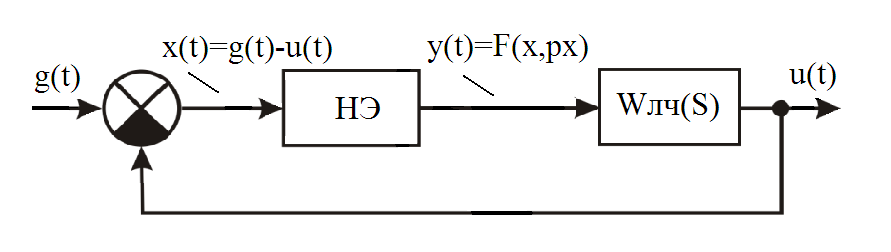 g(t)
x(t)=g(t)-u(t)
НЭ
y(t)=F(x,px)
Wлч(S)
u(t)